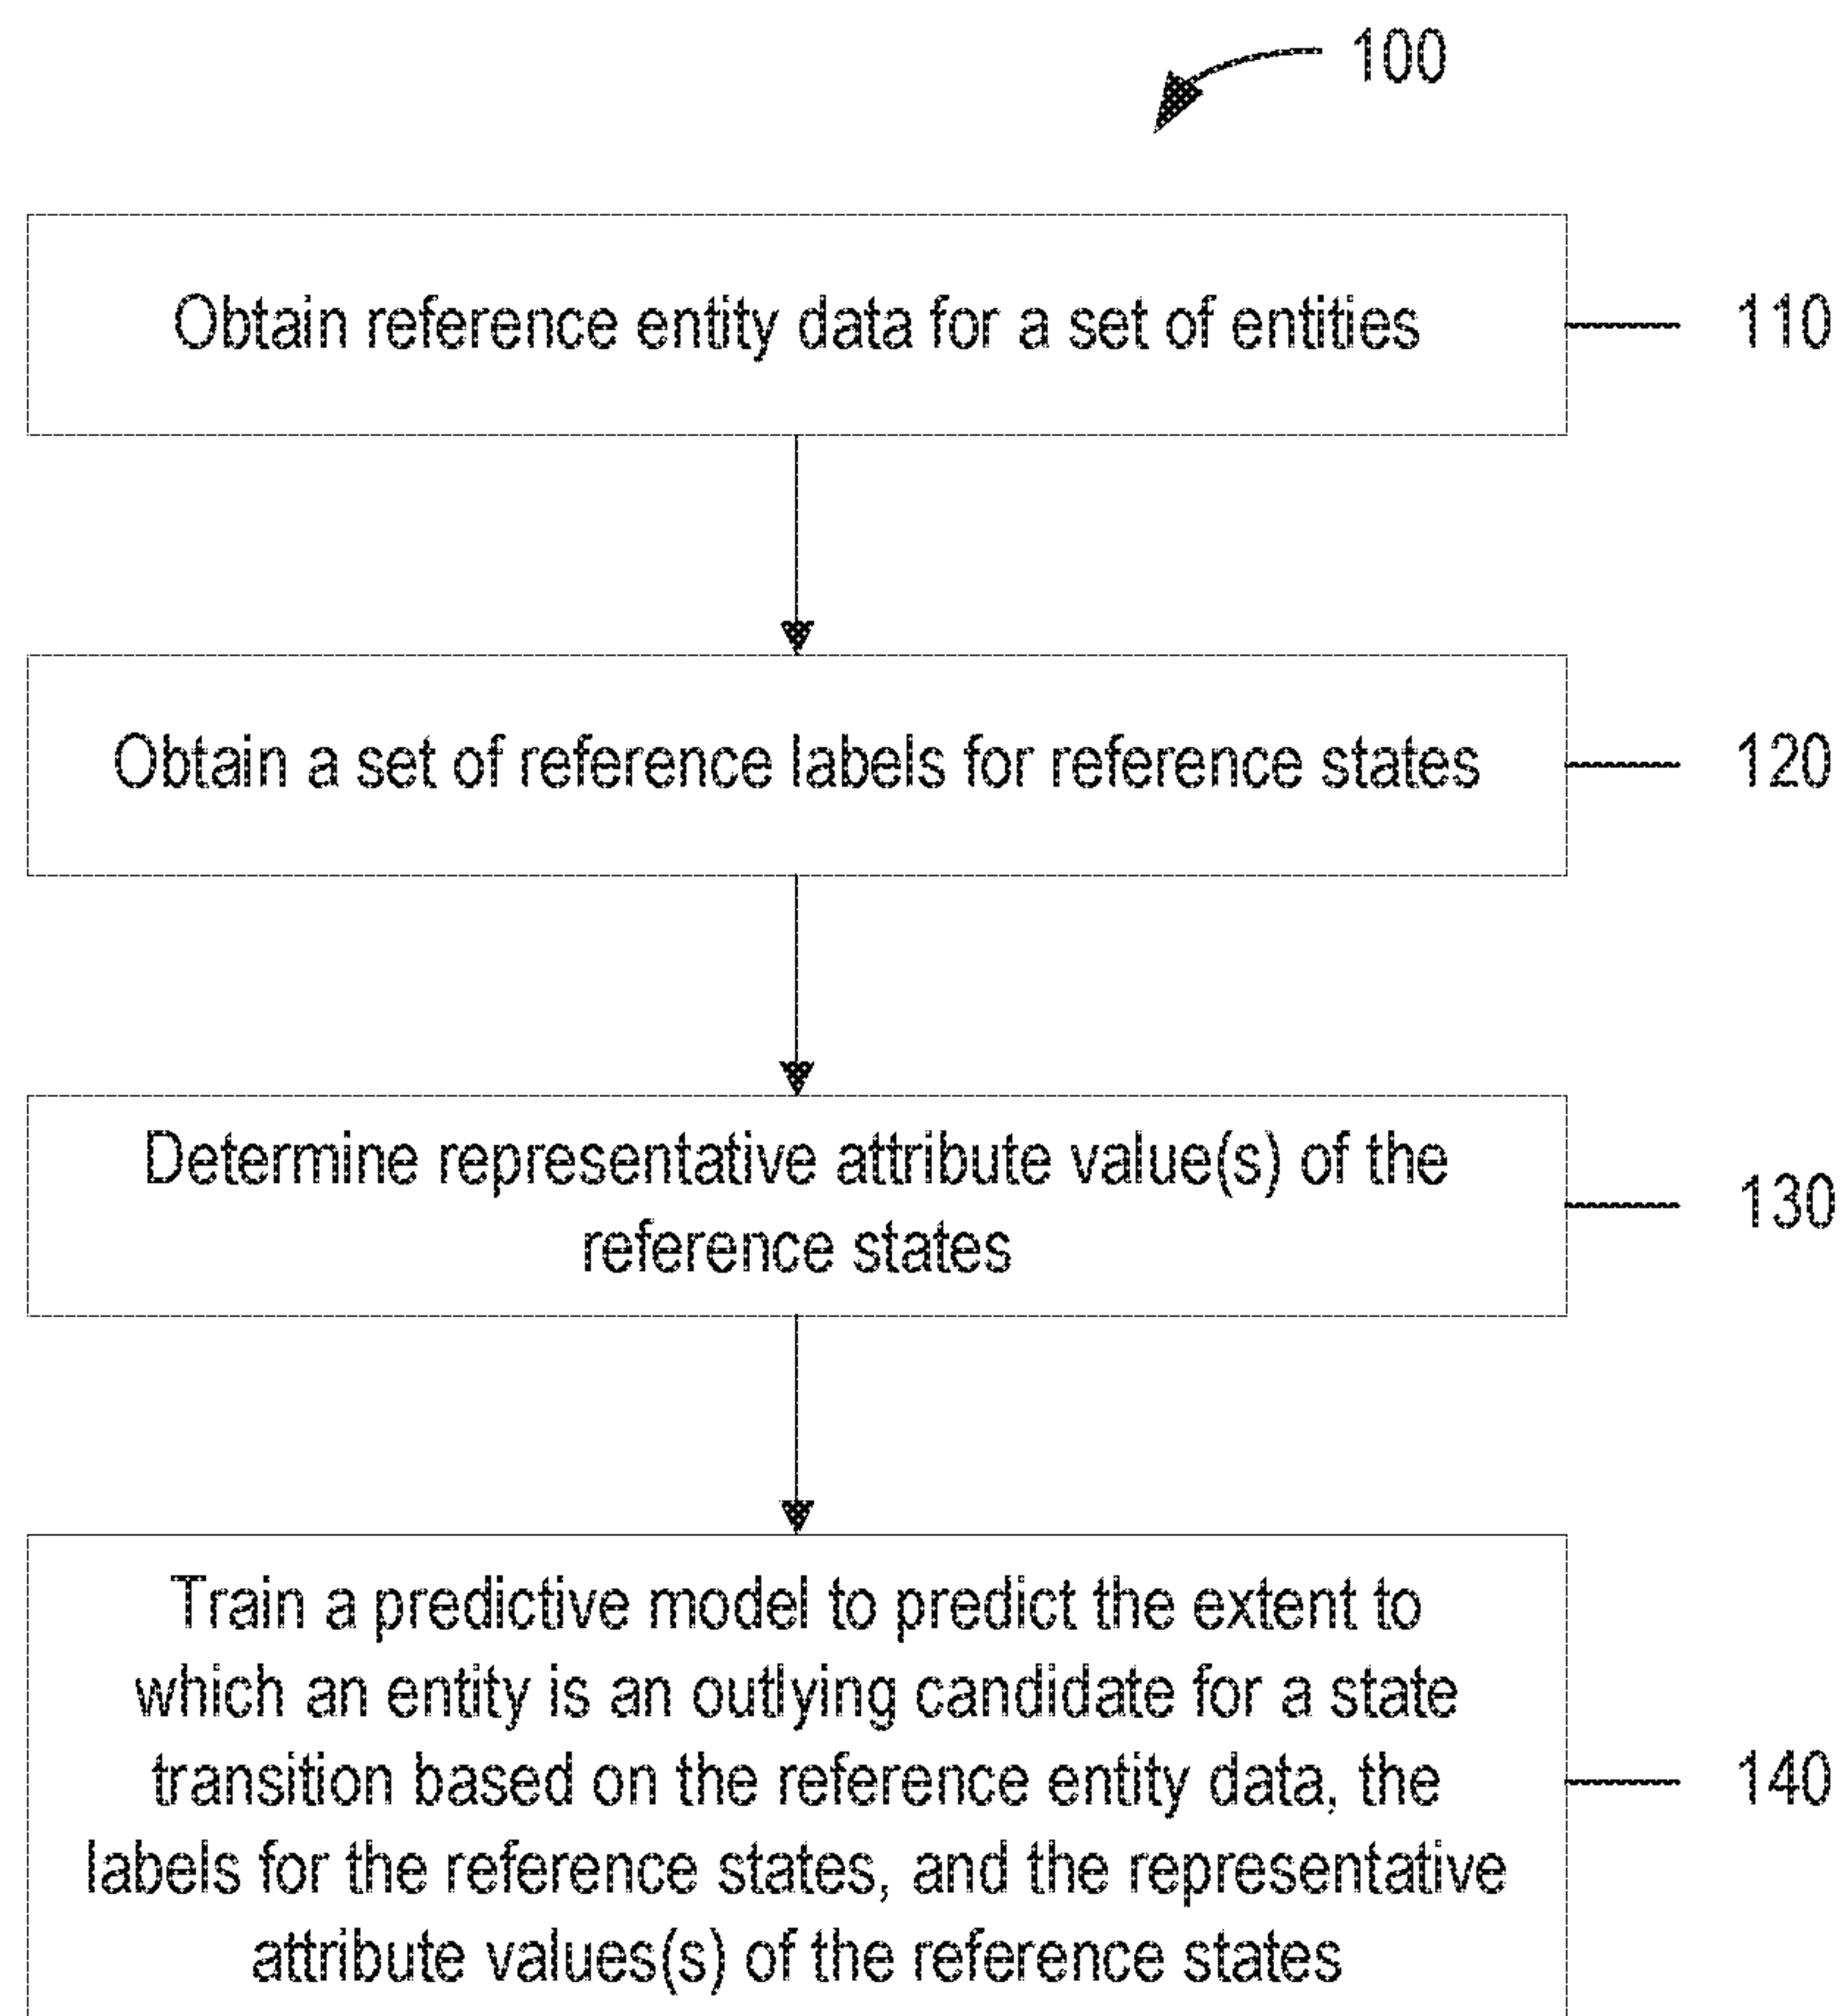 100
Obtain reference entity data for a set of entities
110
Obtain a set of reference labels for reference states
120
Determine representative attribute value(s) of the
reference states
130
Train a predictive model to predict the extent to
which an entity is an outlying candidate for a state
transition based on the reference entity data, the
labels for the reference states, and the representative
attribute values(s) of the reference states
140